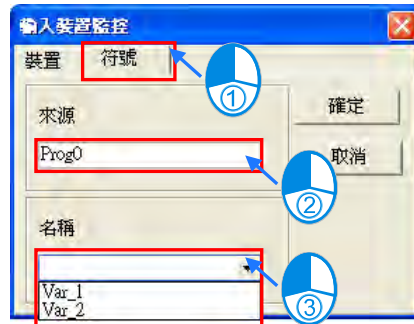 輸入裝置監控
裝置 符號
①
來源
確定
Prog0
取消
②
名稱
Var_1
Var_2
③